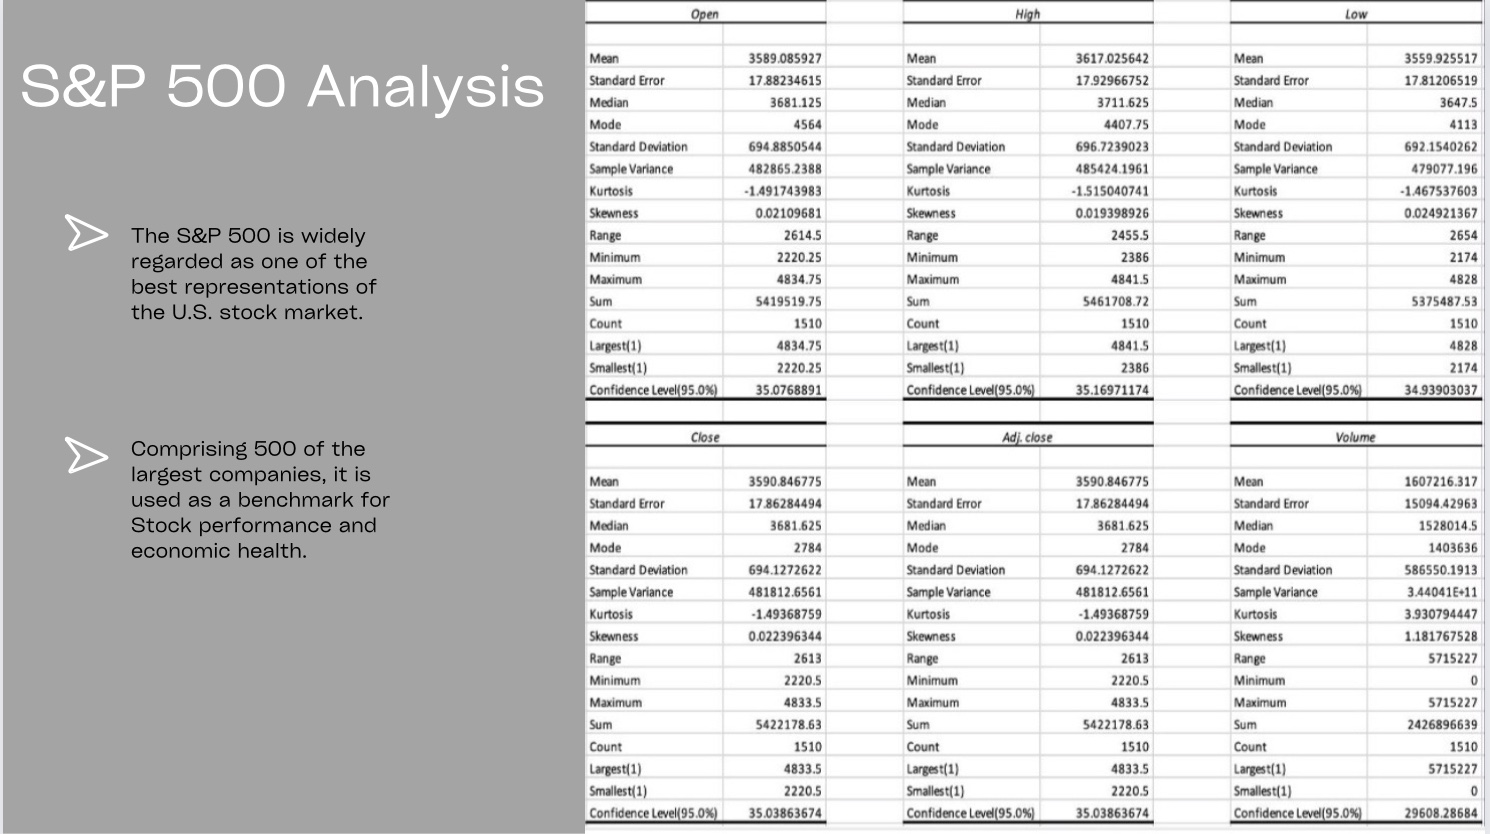 S&P 500 Analysis
The S&P 500 is widely
regarded as one of the
best representations of
the U.S. stock market.
Comprising 500 of the
largest companies, it is
used as a benchmark for
Stock performance and
economic health.
Open High Low
Mean 3589.085927 Mean 3617.025642 Mean 3559.925517
Standard Error 17.88234615 Standard Error 17.92966752 Standard Error 17.81206519
Median 3681.125 Median 3711.625 Median 3647.5
Mode 4564 Mode 4407.75 Mode 4113
Standard Deviation 694.8850544 Standard Deviation 696.7239023 Standard Deviation 692.1540262
Sample Variance 482865.2388 Sample Variance 485424.1961 Sample Variance 479077.196
Kurtosis -1.491743983 Kurtosis -1.515040741 Kurtosis -1.467537603
Skewness 0.02109681 Skewness 0.019398926 Skewness 0.024921367
Range 2614.5 Range 2455.5 Range 2654
Minimum 2220.25 Minimum 2386 Minimum 2174
Maximum 4834.75 Maximum 4841.5 Maximum 4828
Sum 5419519.75 Sum 5461708.72 Sum 5375487.53
Count 1510 Count 1510 Count 1510
Largest(1) 4834.75 Largest(1) 4841.5 Largest(1) 4828
Smallest(1) 2220.25 Smallest(1) 2386 Smallest(1) 2174
Confidence Level(95.0%) 35.0768891 Confidence Level(95.0%) 35.16971174 Confidence Level(95.0%) 34.93903037
Close Adj. close Volume
Mean 3590.846775 Mean 3590.846775 Mean 1607216.317
Standard Error 17.86284494 Standard Error 17.86284494 Standard Error 15094.42963
Median 3681.625 Median 3681.625 Median 1528014.5
Mode 2784 Mode 2784 Mode 1403636
Standard Deviation 694.1272622 Standard Deviation 694.1272622 Standard Deviation 586550.1913
Sample Variance 481812.6561 Sample Variance 481812.6561 Sample Variance 3.44041E+11
Kurtosis -1.49368759 Kurtosis -1.49368759 Kurtosis 3.930794447
Skewness 0.022396344 Skewness 0.022396344 Skewness 1.181767528
Range 2613 Range 2613 Range 5715227
Minimum 2220.5 Minimum 2220.5 Minimum 0
Maximum 4833.5 Maximum 4833.5 Maximum 5715227
Sum 5422178.63 Sum 5422178.63 Sum 2426896639
Count 1510 Count 1510 Count 1510
Largest(1) 4833.5 Largest(1) 4833.5 Largest(1) 5715227
Smallest(1) 2220.5 Smallest(1) 2220.5 Smallest(1) 0
Confidence Level(95.0%) 35.03863674 Confidence Level(95.0%) 35.03863674 Confidence Level(95.0%) 29608.28684